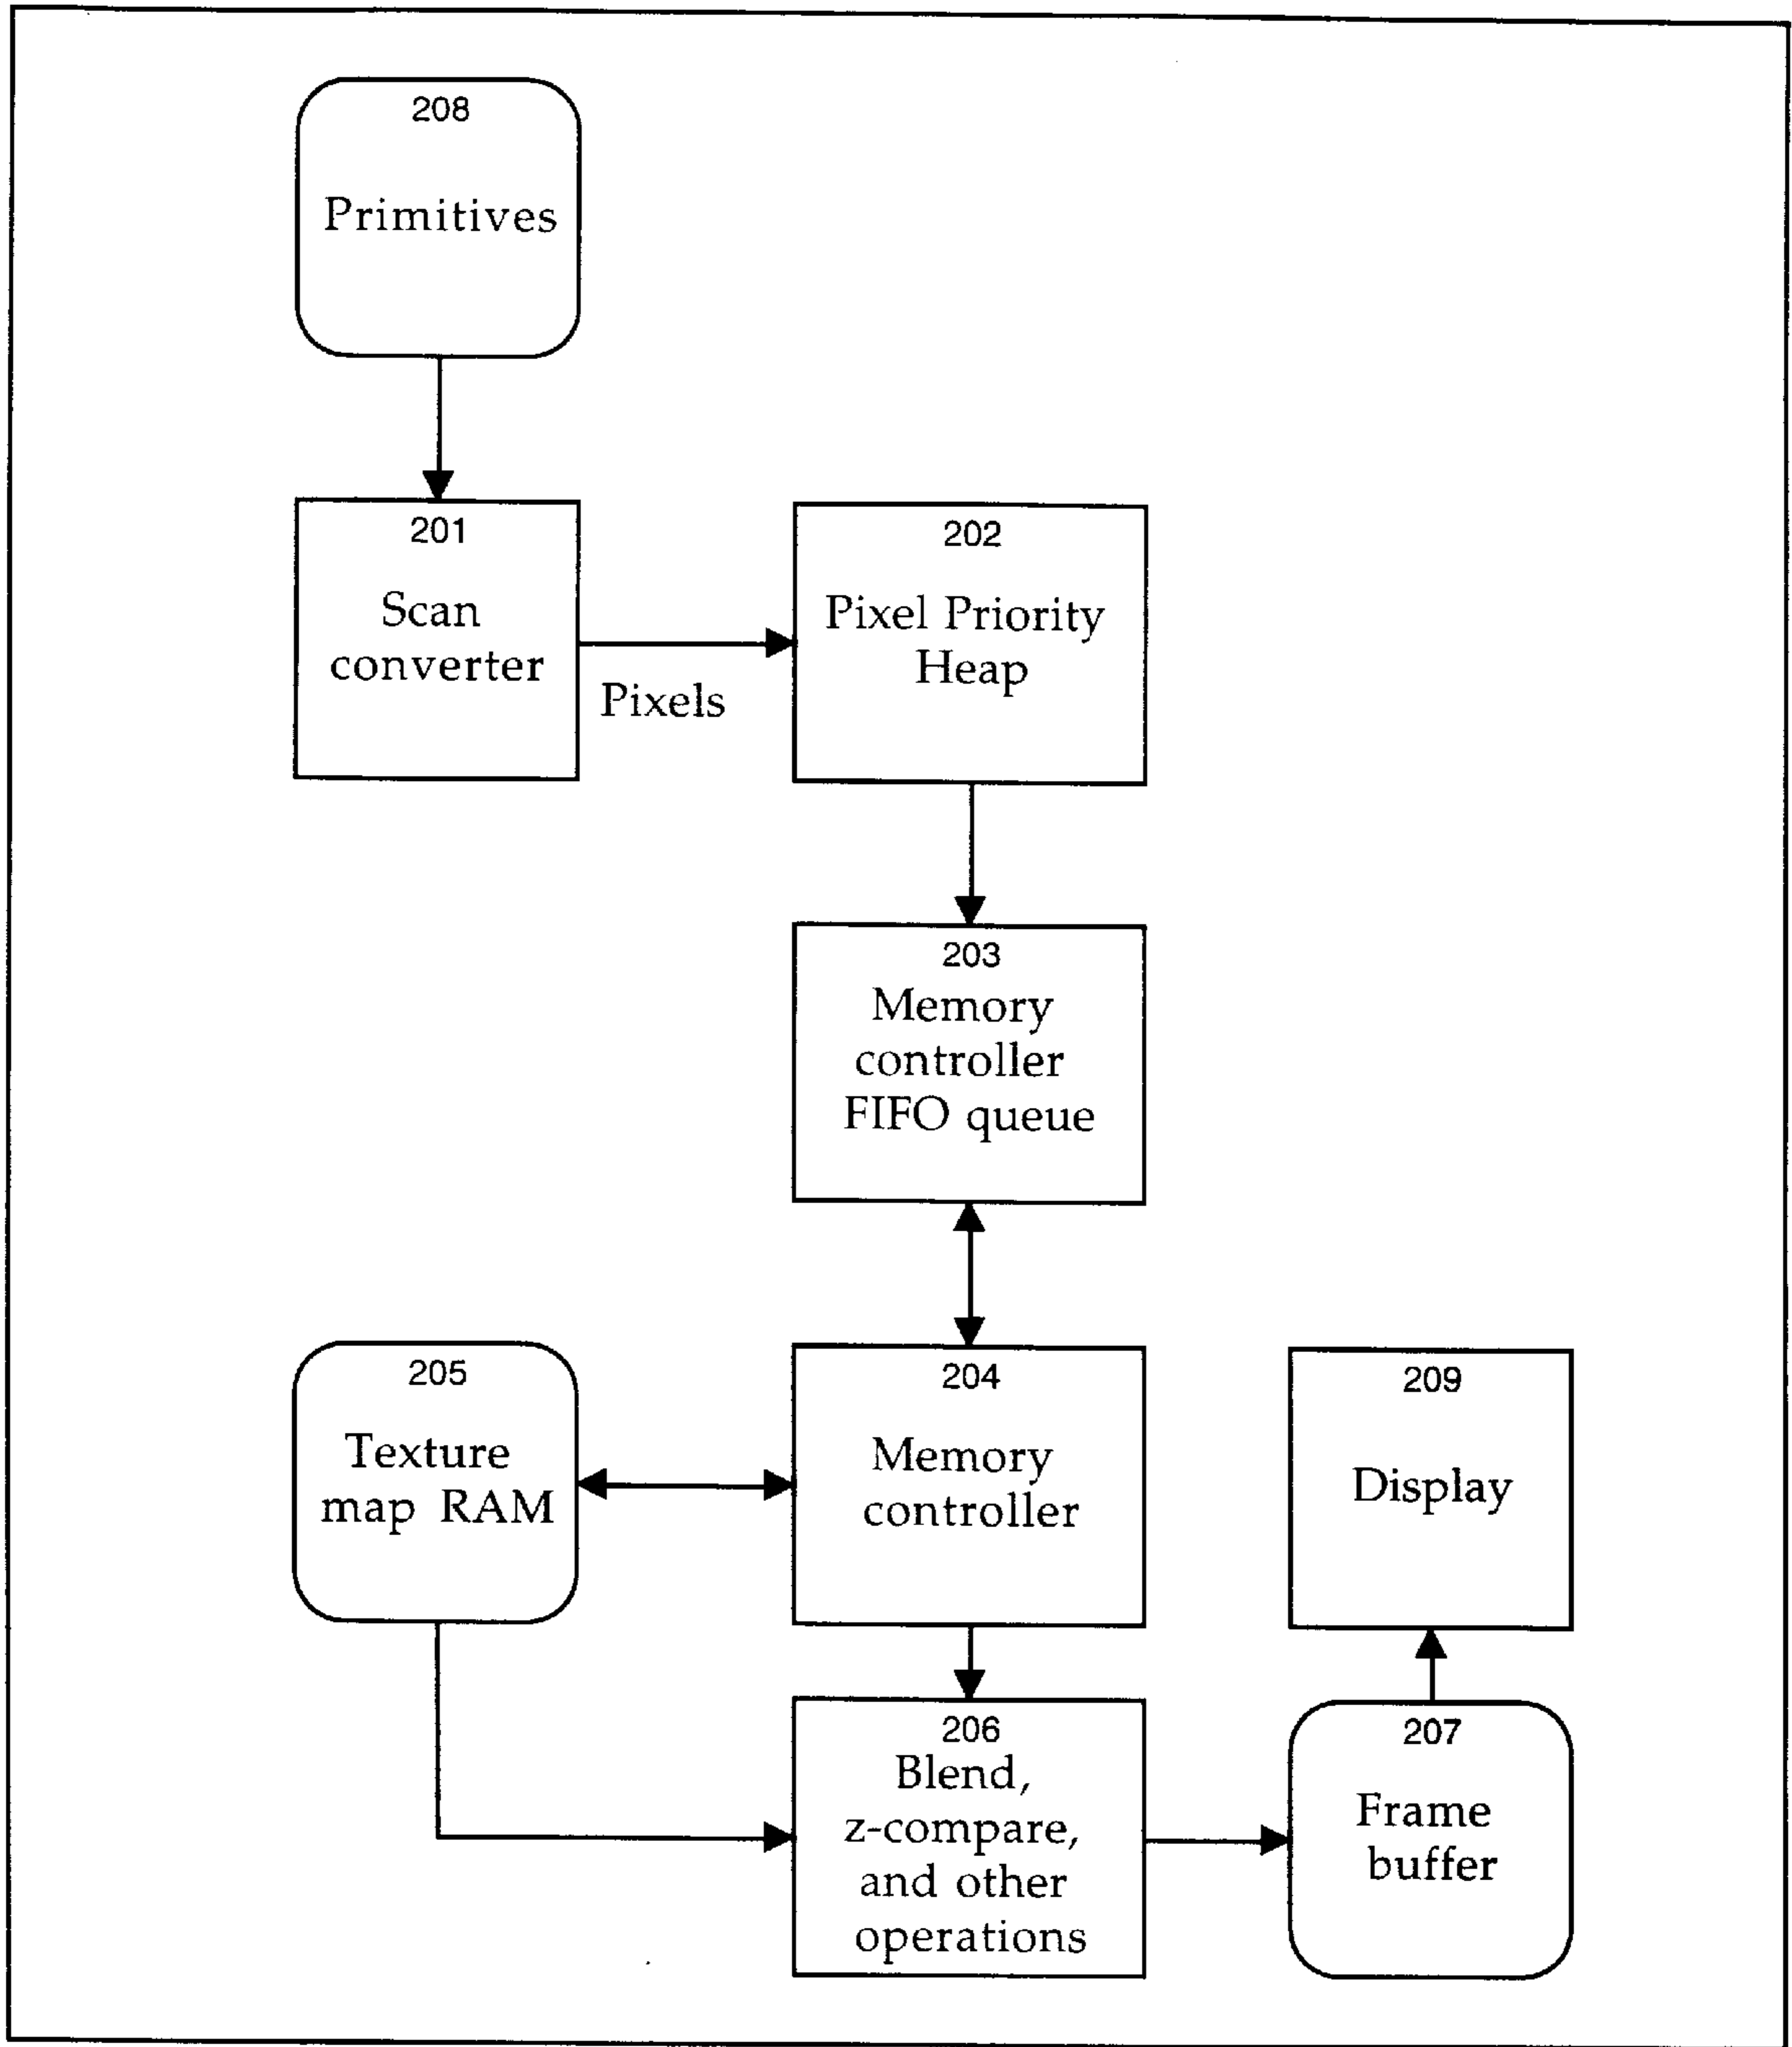 208
Primitives
201
Scan
converter
Pixels
202
Pixel Priority
Heap
203
Memory
controller
FIFO queue
205
Texture
map RAM
204
Memory
controller
209
Display
206
Blend,
z-compare,
and other
operations
207
Frame
buffer